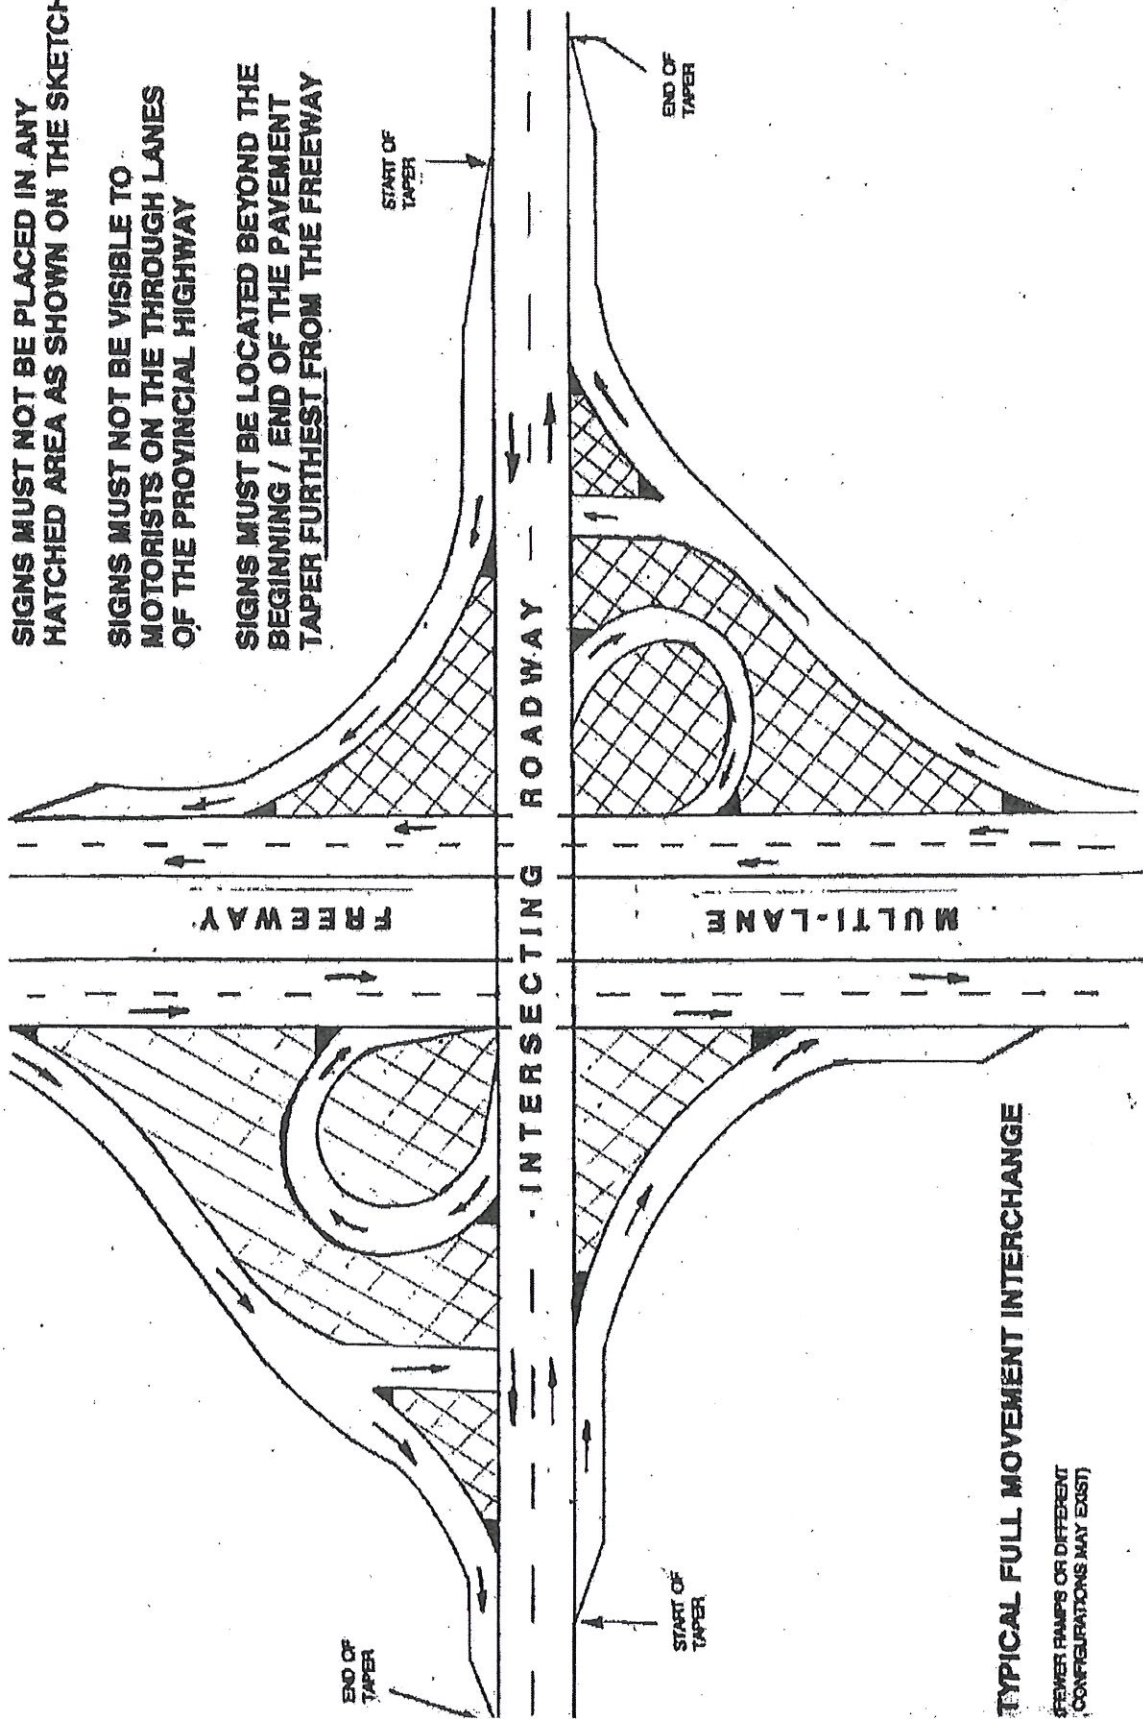 SIGNS MUST NOT BE PLACED IN ANY
HATCHED AREA AS SHOWN ON THE SKETCH
SIGNS MUST NOT BE VISIBLE TO
MOTORISTS ON THE THROUGH LANES
OF THE PROVINCIAL HIGHWAY
SIGNS MUST BE LOCATED BEYOND THE
BEGINNING / END OF THE PAVEMENT
TAPER FURTHEST FROM THE FREEWAY
START OF
TAPER
END OF
TAPER
FREEWAY
MULTI-LANE
INTERSECTING ROADWAY
END OF
TAPER
START OF
TAPER
TYPICAL FULL MOVEMENT INTERCHANGE
(FEWER RAMPS OR DIFFERENT
CONFIGURATIONS MAY EXIST)